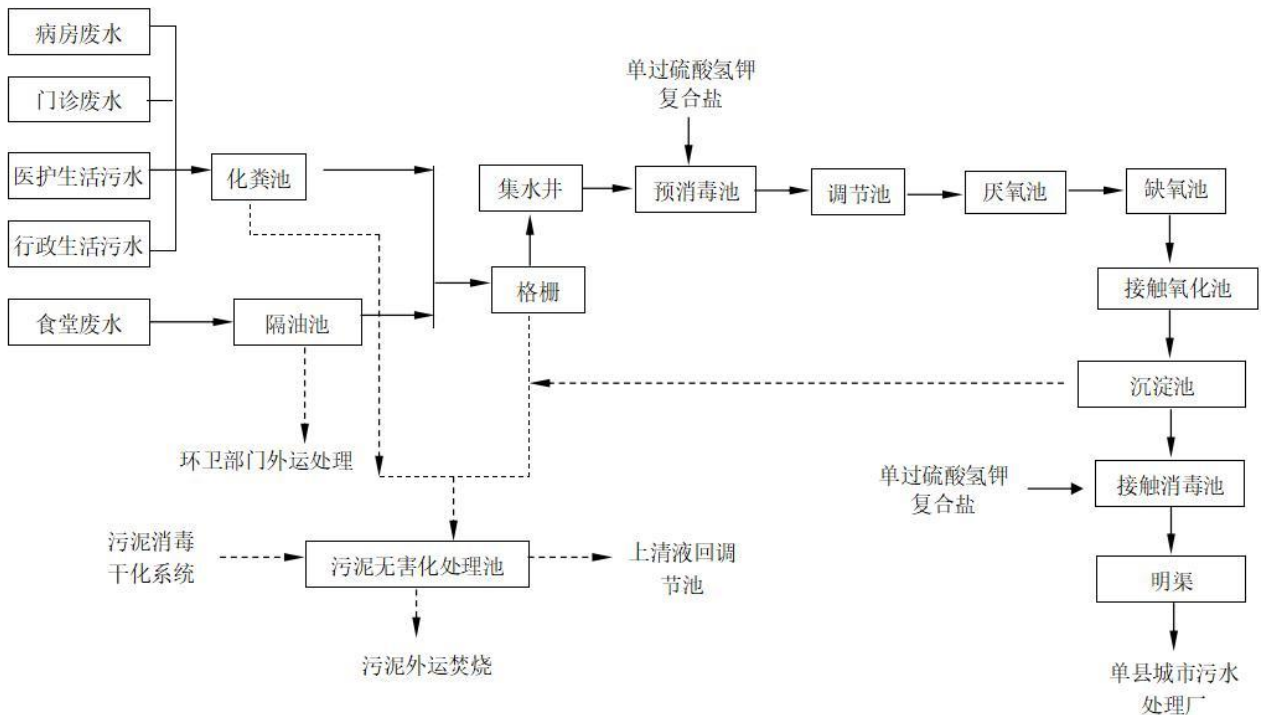 病房废水
门诊废水
医护生活污水
行政生活污水
食堂废水
化粪池
隔油池
环卫部门外运处理
格栅
集水井
单过硫酸氢钾
复合盐
预消毒池
调节池
厌氧池
缺氧池
接触氧化池
沉淀池
单过硫酸氢钾
复合盐
接触消毒池
明渠
单县城市污水
处理厂
污泥消毒
干化系统
污泥无害化处理池
上清液回调
节池
污泥外运焚烧